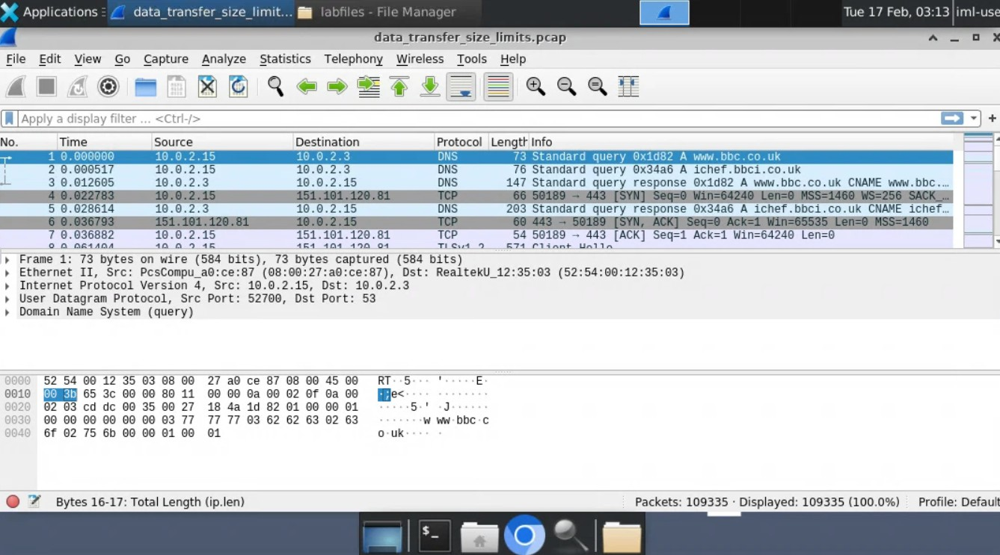 Applications
data_transfer_size_limit...
labfiles - File Manager
Tue 17 Feb, 03:13
iml-use
data_transfer_size_limits.pcap
File Edit View Go Capture Analyze Statistics Telephony Wireless Tools Help
Apply a display filter ... <Ctrl-/>
No. Time Source Destination Protocol Length Info
1 0.000000 10.0.2.15 10.0.2.3 DNS 73 Standard query 0x1d82 A www.bbc.co.uk
2 0.000517 10.0.2.15 10.0.2.3 DNS 76 Standard query 0x34a6 A ichef.bbci.co.uk
3 0.012605 10.0.2.3 10.0.2.15 DNS 147 Standard query response 0x1d82 A www.bbc.co.uk CNAME www.bbc.…
4 0.022783 10.0.2.15 151.101.120.81 TCP 66 50189 → 443 [SYN] Seq=0 Win=64240 Len=0 MSS=1460 WS=256 SACK_…
5 0.028614 10.0.2.3 10.0.2.15 DNS 203 Standard query response 0x34a6 A ichef.bbci.co.uk CNAME ichef…
6 0.036793 151.101.120.81 10.0.2.15 TCP 60 443 → 50189 [SYN, ACK] Seq=0 Ack=1 Win=65535 Len=0 MSS=1460
7 0.036882 10.0.2.15 151.101.120.81 TCP 54 50189 → 443 [ACK] Seq=1 Ack=1 Win=64240 Len=0
8 0.061404 10.0.2.15 151.101.120.81 TLSv1.2 571 Client Hello
Frame 1: 73 bytes on wire (584 bits), 73 bytes captured (584 bits)
Ethernet II, Src: PcsCompu_a0:ce:87 (08:00:27:a0:ce:87), Dst: RealtekU_12:35:03 (52:54:00:12:35:03)
Internet Protocol Version 4, Src: 10.0.2.15, Dst: 10.0.2.3
User Datagram Protocol, Src Port: 52700, Dst Port: 53
Domain Name System (query)
0000 52 54 00 12 35 03 08 00 27 a0 ce 87 08 00 45 00 RT··5··· '·····E·
0010 00 3b 65 3c 00 00 80 11 00 00 0a 00 02 0f 0a 00 ·;e<···· ········
0020 02 03 cd dc 00 35 00 27 18 4a 1d 82 01 00 00 01 ·····5·' ·J······
0030 00 00 00 00 00 00 03 77 77 77 03 62 62 63 02 63 ·······w ww·bbc·c
0040 6f 02 75 6b 00 00 01 00 01 o·uk···· ·
Bytes 16-17: Total Length (ip.len)
Packets: 109335 · Displayed: 109335 (100.0%)
Profile: Default